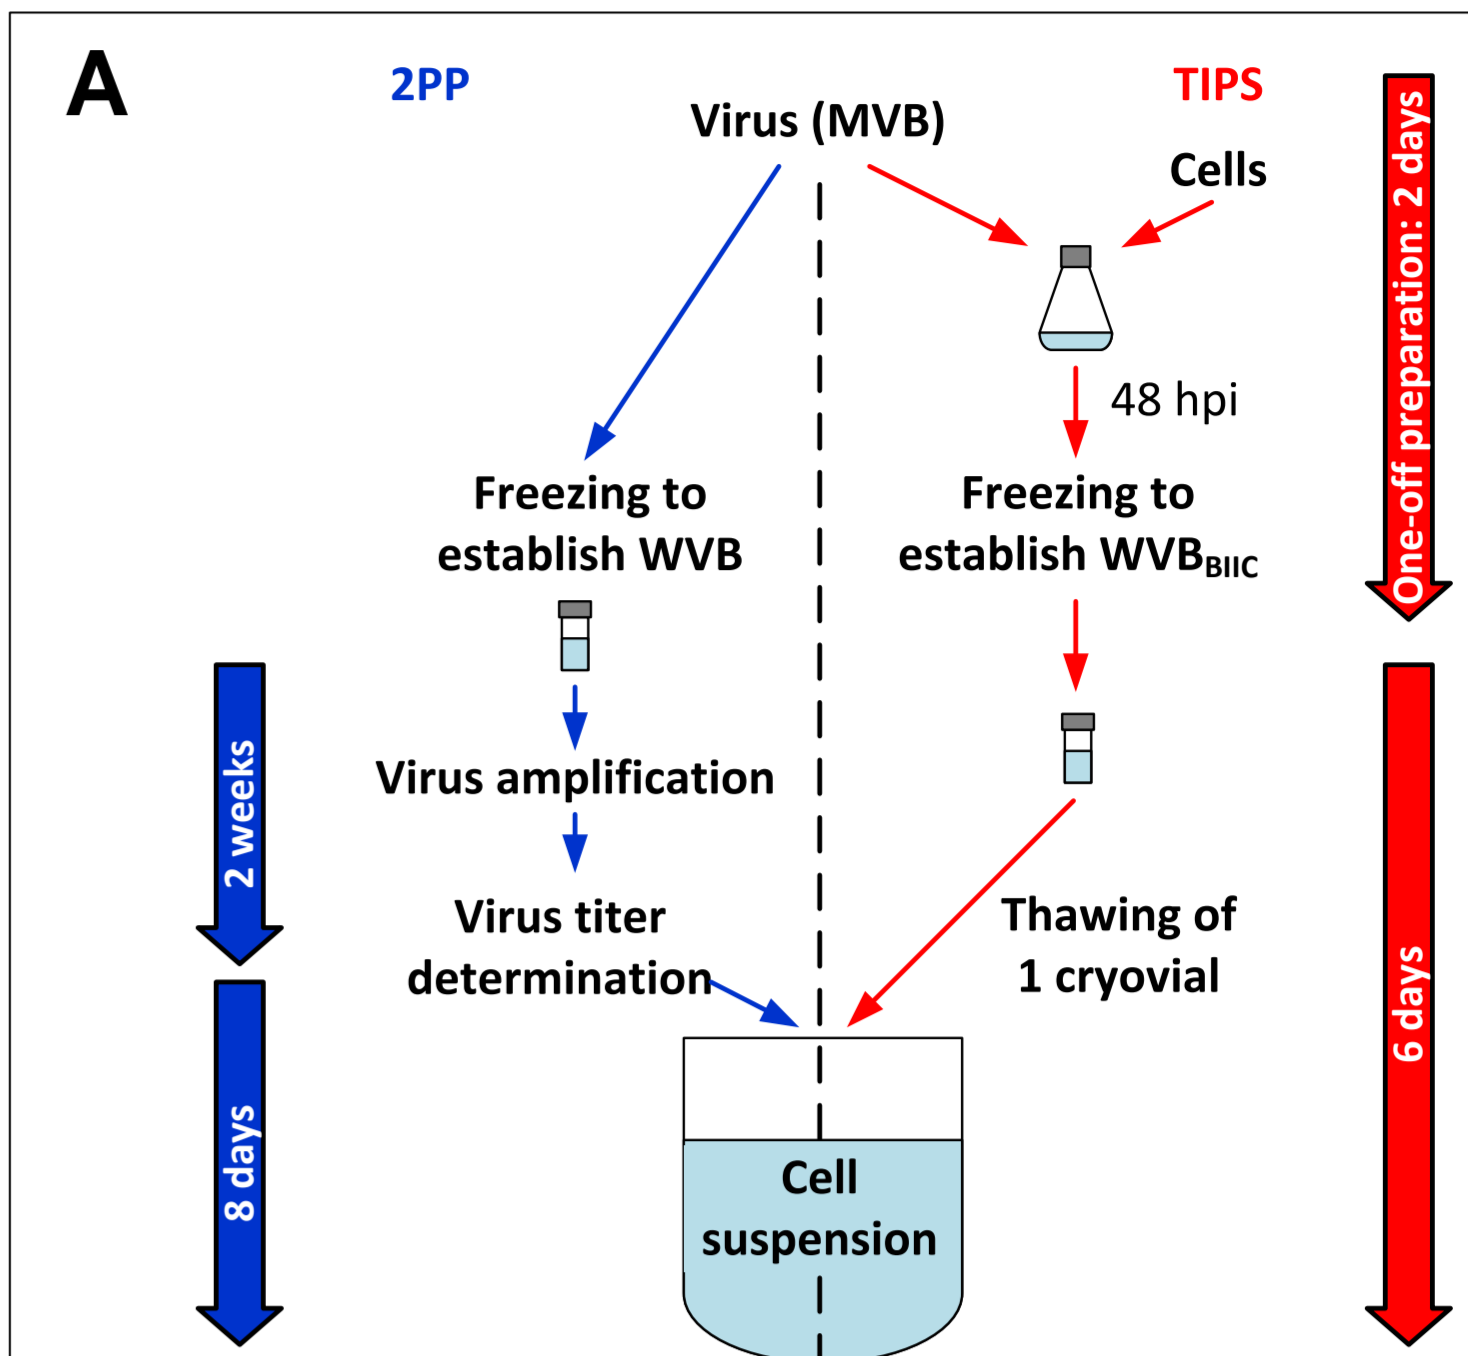 A
2PP
TIPS
Virus (MVB)
Cells
48 hpi
Freezing to
establish WVB
Freezing to
establish WVBBIIC
Virus amplification
Virus titer
determination
Thawing of
1 cryovial
Cell
suspension
2 weeks
8 days
One-off preparation: 2 days
6 days